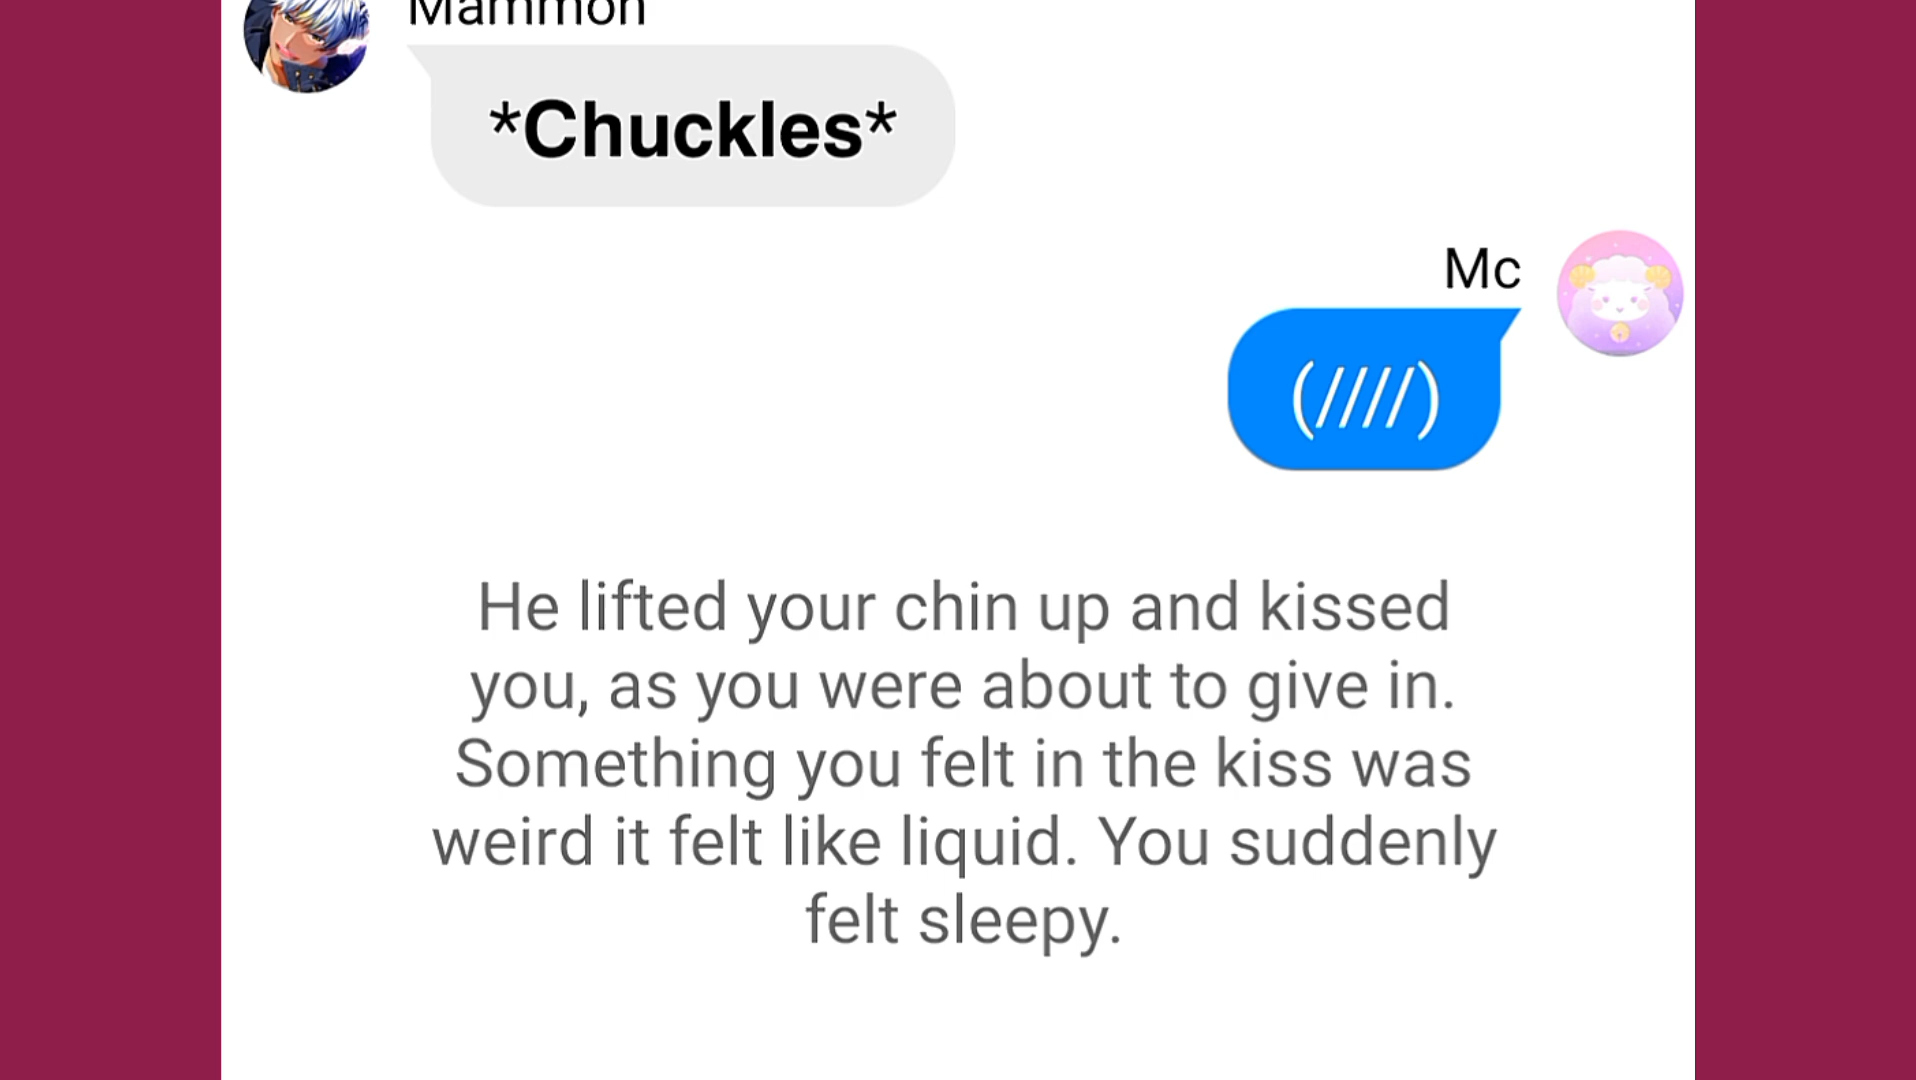 Mammon
*Chuckles*
Mc
(////)
He lifted your chin up and kissed
you, as you were about to give in.
Something you felt in the kiss was
weird it felt like liquid. You suddenly
felt sleepy.